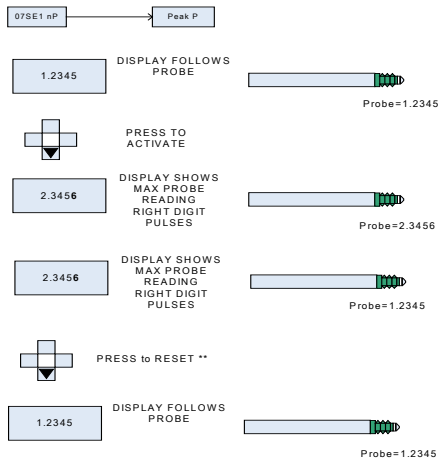 07SE1 nP
Peak P
DISPLAY FOLLOWS
PROBE
1.2345
Probe=1.2345
PRESS TO
ACTIVATE
DISPLAY SHOWS
MAX PROBE
READING
RIGHT DIGIT
PULSES
2.3456
Probe=2.3456
DISPLAY SHOWS
MAX PROBE
READING
RIGHT DIGIT
PULSES
2.3456
Probe=1.2345
PRESS to RESET **
DISPLAY FOLLOWS
PROBE
1.2345
Probe=1.2345